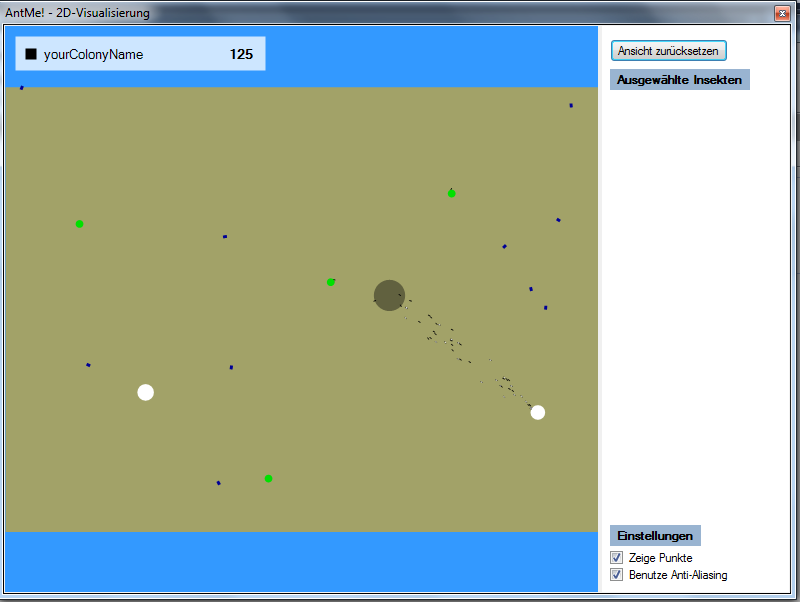 AntMe! - 2D-Visualisierung
yourColonyName 125
Ansicht zurücksetzen
Ausgewählte Insekten
Einstellungen
Zeige Punkte
Benutze Anti-Aliasing